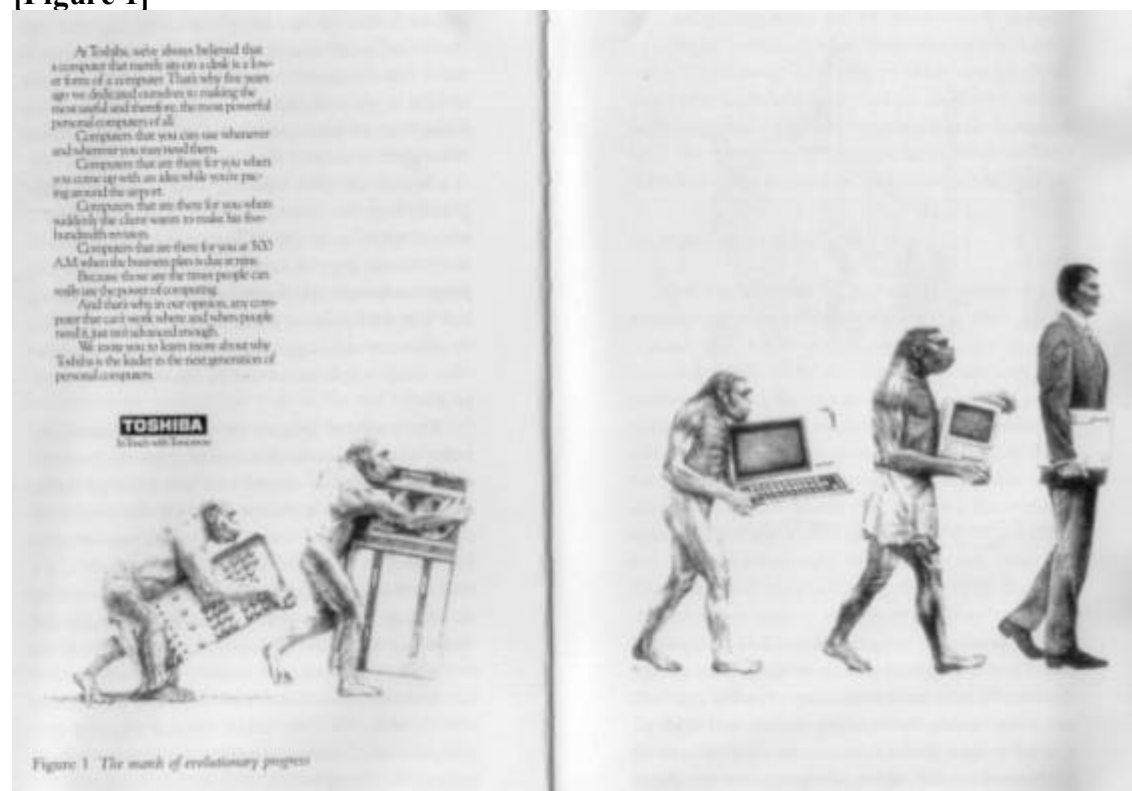 [Figure 1]
At Toshiba, we've always believed that
a computer that merely sits on a desk is a low-
er form of a computer. That's why five years
ago we dedicated ourselves to making the
most useful and therefore, the most powerful
personal computers of all.
Computers that you can use whenever
and wherever you may need them.
Computers that are there for you when
you come up with an idea while you're pac-
ing around the airport.
Computers that are there for you when
suddenly the client wants to make his five-
hundredth revision.
Computers that are there for you at 3:00
A.M. when the business plan is due at nine.
Because those are the times people can
really use the power of computing.
And that's why in our opinion, any com-
puter that can't work where and when people
need it, just isn't advanced enough.
We invite you to learn more about why
Toshiba is the leader in the next generation of
personal computers.
TOSHIBA
In Touch with Tomorrow
Figure 1 The march of evolutionary progress